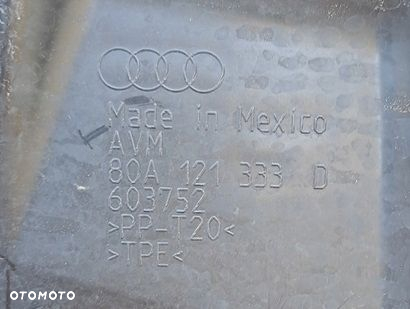 Made in Mexico
AVM
80A 121 333 D
603752
>PP-T20<
>TPE<
OTOMOTO